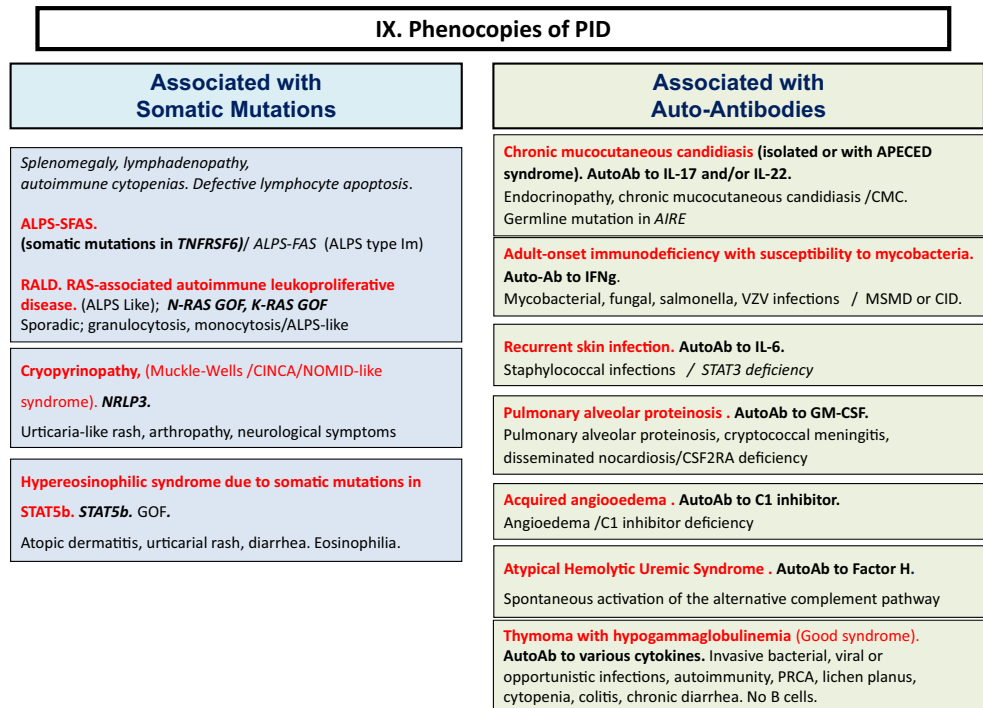 IX. Phenocopies of PID
Associated with
Somatic Mutations
Splenomegaly, lymphadenopathy,
autoimmune cytopenias. Defective lymphocyte apoptosis.
ALPS-SFAS.
(somatic mutations in TNFRSF6)/ ALPS-FAS (ALPS type Im)
RALD. RAS-associated autoimmune leukoproliferative
disease. (ALPS Like); N-RAS GOF, K-RAS GOF
Sporadic; granulocytosis, monocytosis/ALPS-like
Cryopyrinopathy, (Muckle-Wells /CINCA/NOMID-like
syndrome). NRLP3.
Urticaria-like rash, arthropathy, neurological symptoms
Hypereosinophilic syndrome due to somatic mutations in
STAT5b. STAT5b. GOF.
Atopic dermatitis, urticarial rash, diarrhea. Eosinophilia.
Associated with
Auto-Antibodies
Chronic mucocutaneous candidiasis (isolated or with APECED
syndrome). AutoAb to IL-17 and/or IL-22.
Endocrinopathy, chronic mucocutaneous candidiasis /CMC.
Germline mutation in AIRE
Adult-onset immunodeficiency with susceptibility to mycobacteria.
Auto-Ab to IFNg.
Mycobacterial, fungal, salmonella, VZV infections / MSMD or CID.
Recurrent skin infection. AutoAb to IL-6.
Staphylococcal infections / STAT3 deficiency
Pulmonary alveolar proteinosis . AutoAb to GM-CSF.
Pulmonary alveolar proteinosis, cryptococcal meningitis,
disseminated nocardiosis/CSF2RA deficiency
Acquired angiooedema . AutoAb to C1 inhibitor.
Angioedema /C1 inhibitor deficiency
Atypical Hemolytic Uremic Syndrome . AutoAb to Factor H.
Spontaneous activation of the alternative complement pathway
Thymoma with hypogammaglobulinemia (Good syndrome).
AutoAb to various cytokines. Invasive bacterial, viral or
opportunistic infections, autoimmunity, PRCA, lichen planus,
cytopenia, colitis, chronic diarrhea. No B cells.